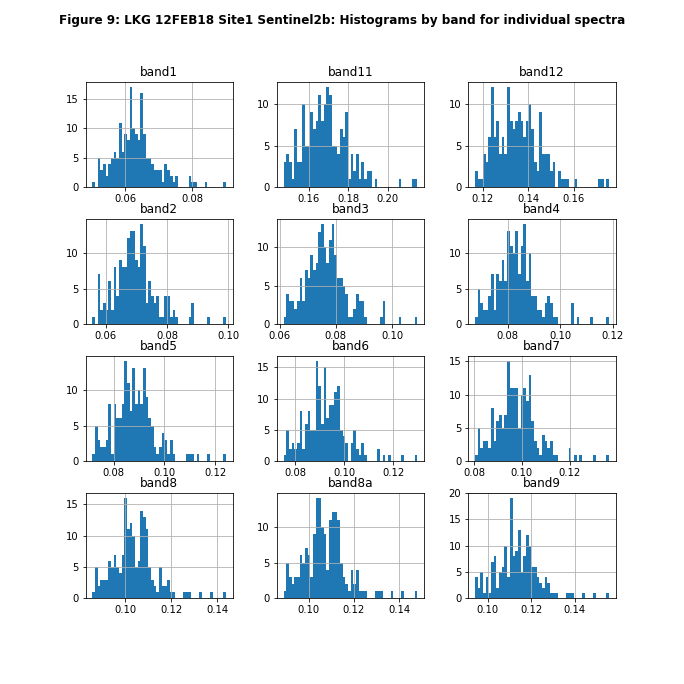 Figure 9: LKG 12FEB18 Site1 Sentinel2b: Histograms by band for individual spectra
band1 band11 band12
15
10
5
0
0.06 0.08
10
5
0
0.16 0.18 0.20
10
5
0
0.12 0.14 0.16
band2 band3 band4
10
5
0
0.06 0.08 0.10
10
5
0
0.06 0.08 0.10
10
5
0
0.08 0.10 0.12
band5 band6 band7
10
5
0
0.08 0.10 0.12
15
10
5
0
0.08 0.10 0.12
15
10
5
0
0.08 0.10 0.12
band8 band8a band9
15
10
5
0
0.10 0.12 0.14
10
5
0
0.10 0.12 0.14
20
15
10
5
0
0.10 0.12 0.14